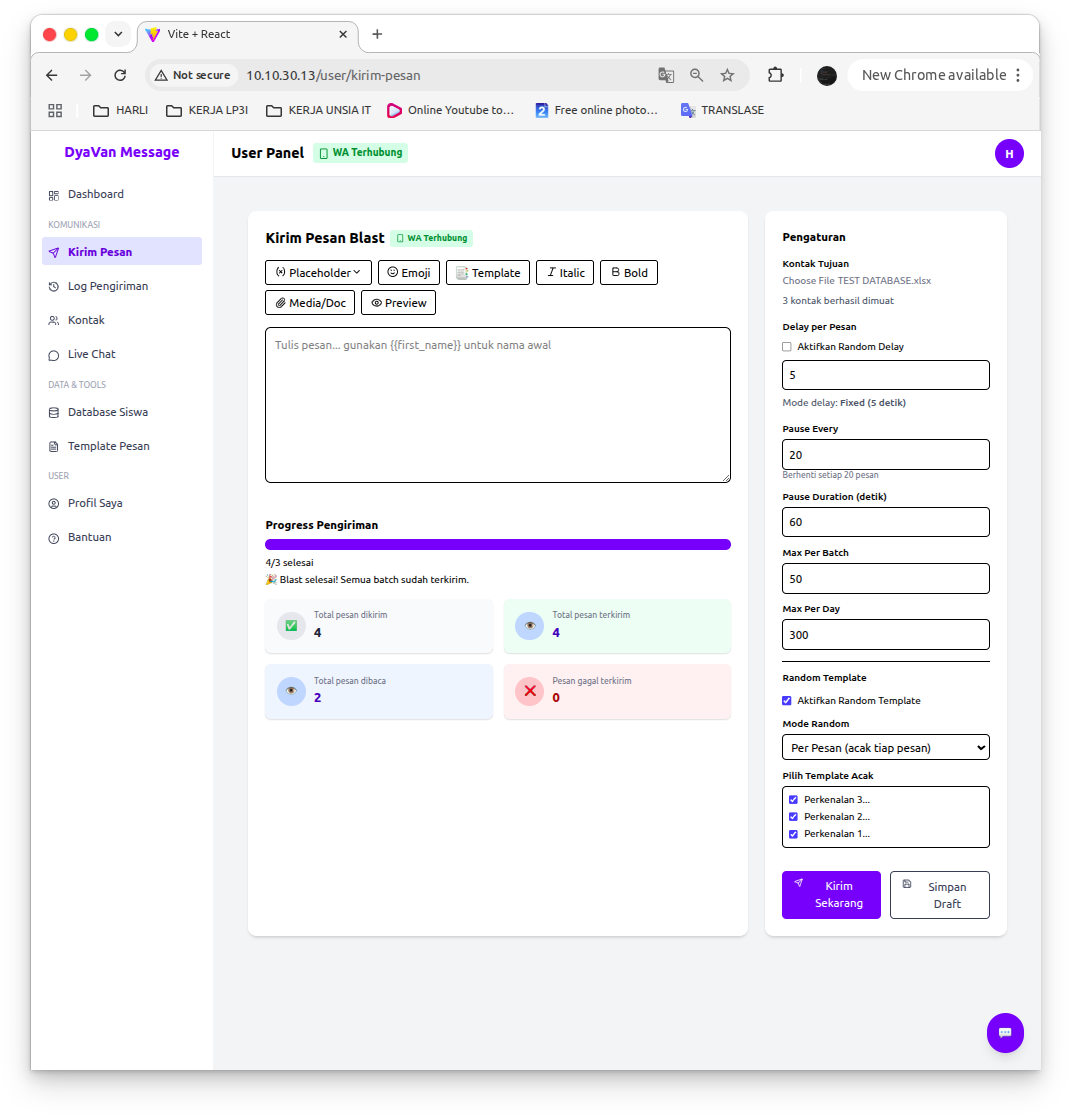 Vite + React
Not secure 10.10.30.13/user/kirim-pesan
New Chrome available
HARLI
KERJA LP3I
KERJA UNSIA IT
Online Youtube to...
Free online photo...
TRANSLASE
DyaVan Message
User Panel
WA Terhubung
H
Dashboard
KOMUNIKASI
Kirim Pesan
Log Pengiriman
Kontak
Live Chat
DATA & TOOLS
Database Siswa
Template Pesan
USER
Profil Saya
Bantuan
Kirim Pesan Blast
WA Terhubung
Placeholder
Emoji
Template
Italic
Bold
Media/Doc
Preview
Tulis pesan... gunakan {{first_name}} untuk nama awal
Progress Pengiriman
4/3 selesai
🎉 Blast selesai! Semua batch sudah terkirim.
Total pesan dikirim
4
Total pesan terkirim
4
Total pesan dibaca
2
Pesan gagal terkirim
0
Pengaturan
Kontak Tujuan
Choose File TEST DATABASE.xlsx
3 kontak berhasil dimuat
Delay per Pesan
Aktifkan Random Delay
5
Mode delay: Fixed (5 detik)
Pause Every
20
Berhenti setiap 20 pesan
Pause Duration (detik)
60
Max Per Batch
50
Max Per Day
300
Random Template
Aktifkan Random Template
Mode Random
Per Pesan (acak tiap pesan)
Pilih Template Acak
Perkenalan 3...
Perkenalan 2...
Perkenalan 1...
Kirim
Sekarang
Simpan
Draft